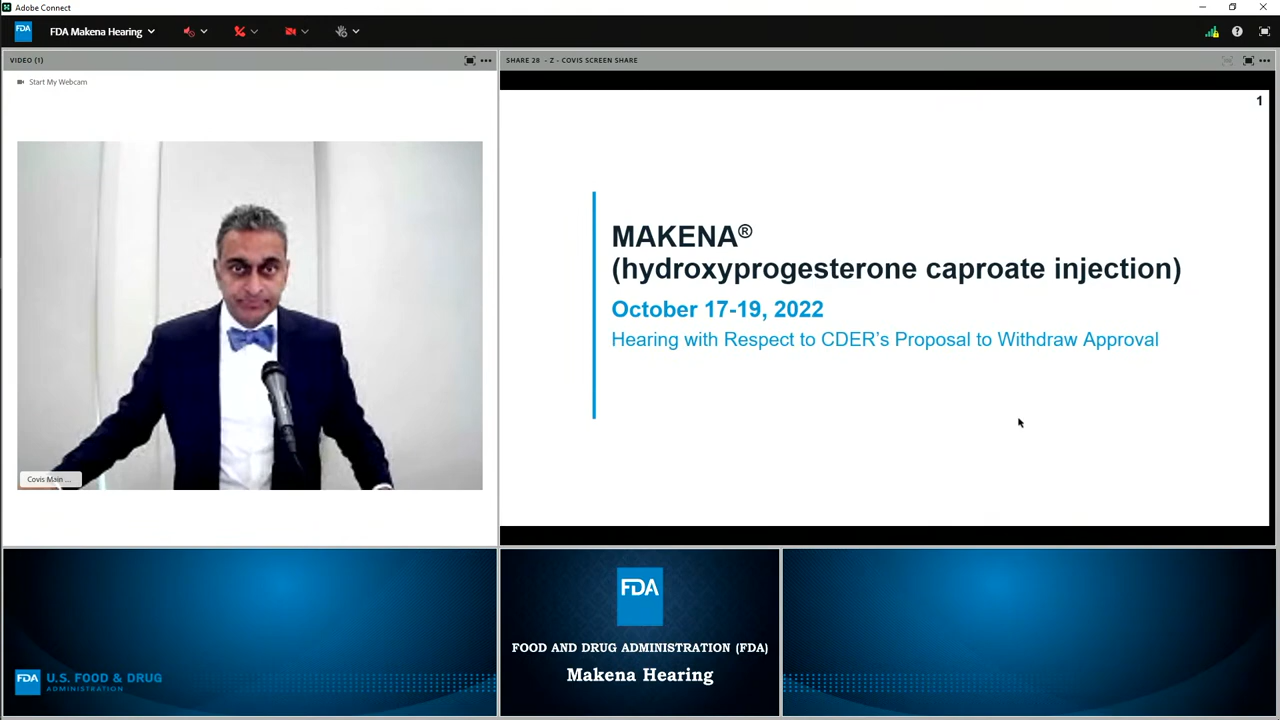 Adobe Connect
FDA
FDA Makena Hearing
VIDEO (1)
Start My Webcam
Covis Main ...
SHARE 28 - Z - COVIS SCREEN SHARE
1
MAKENA®
(hydroxyprogesterone caproate injection)
October 17-19, 2022
Hearing with Respect to CDER's Proposal to Withdraw Approval
FDA U.S. FOOD & DRUG
ADMINISTRATION
FDA
FOOD AND DRUG ADMINISTRATION (FDA)
Makena Hearing